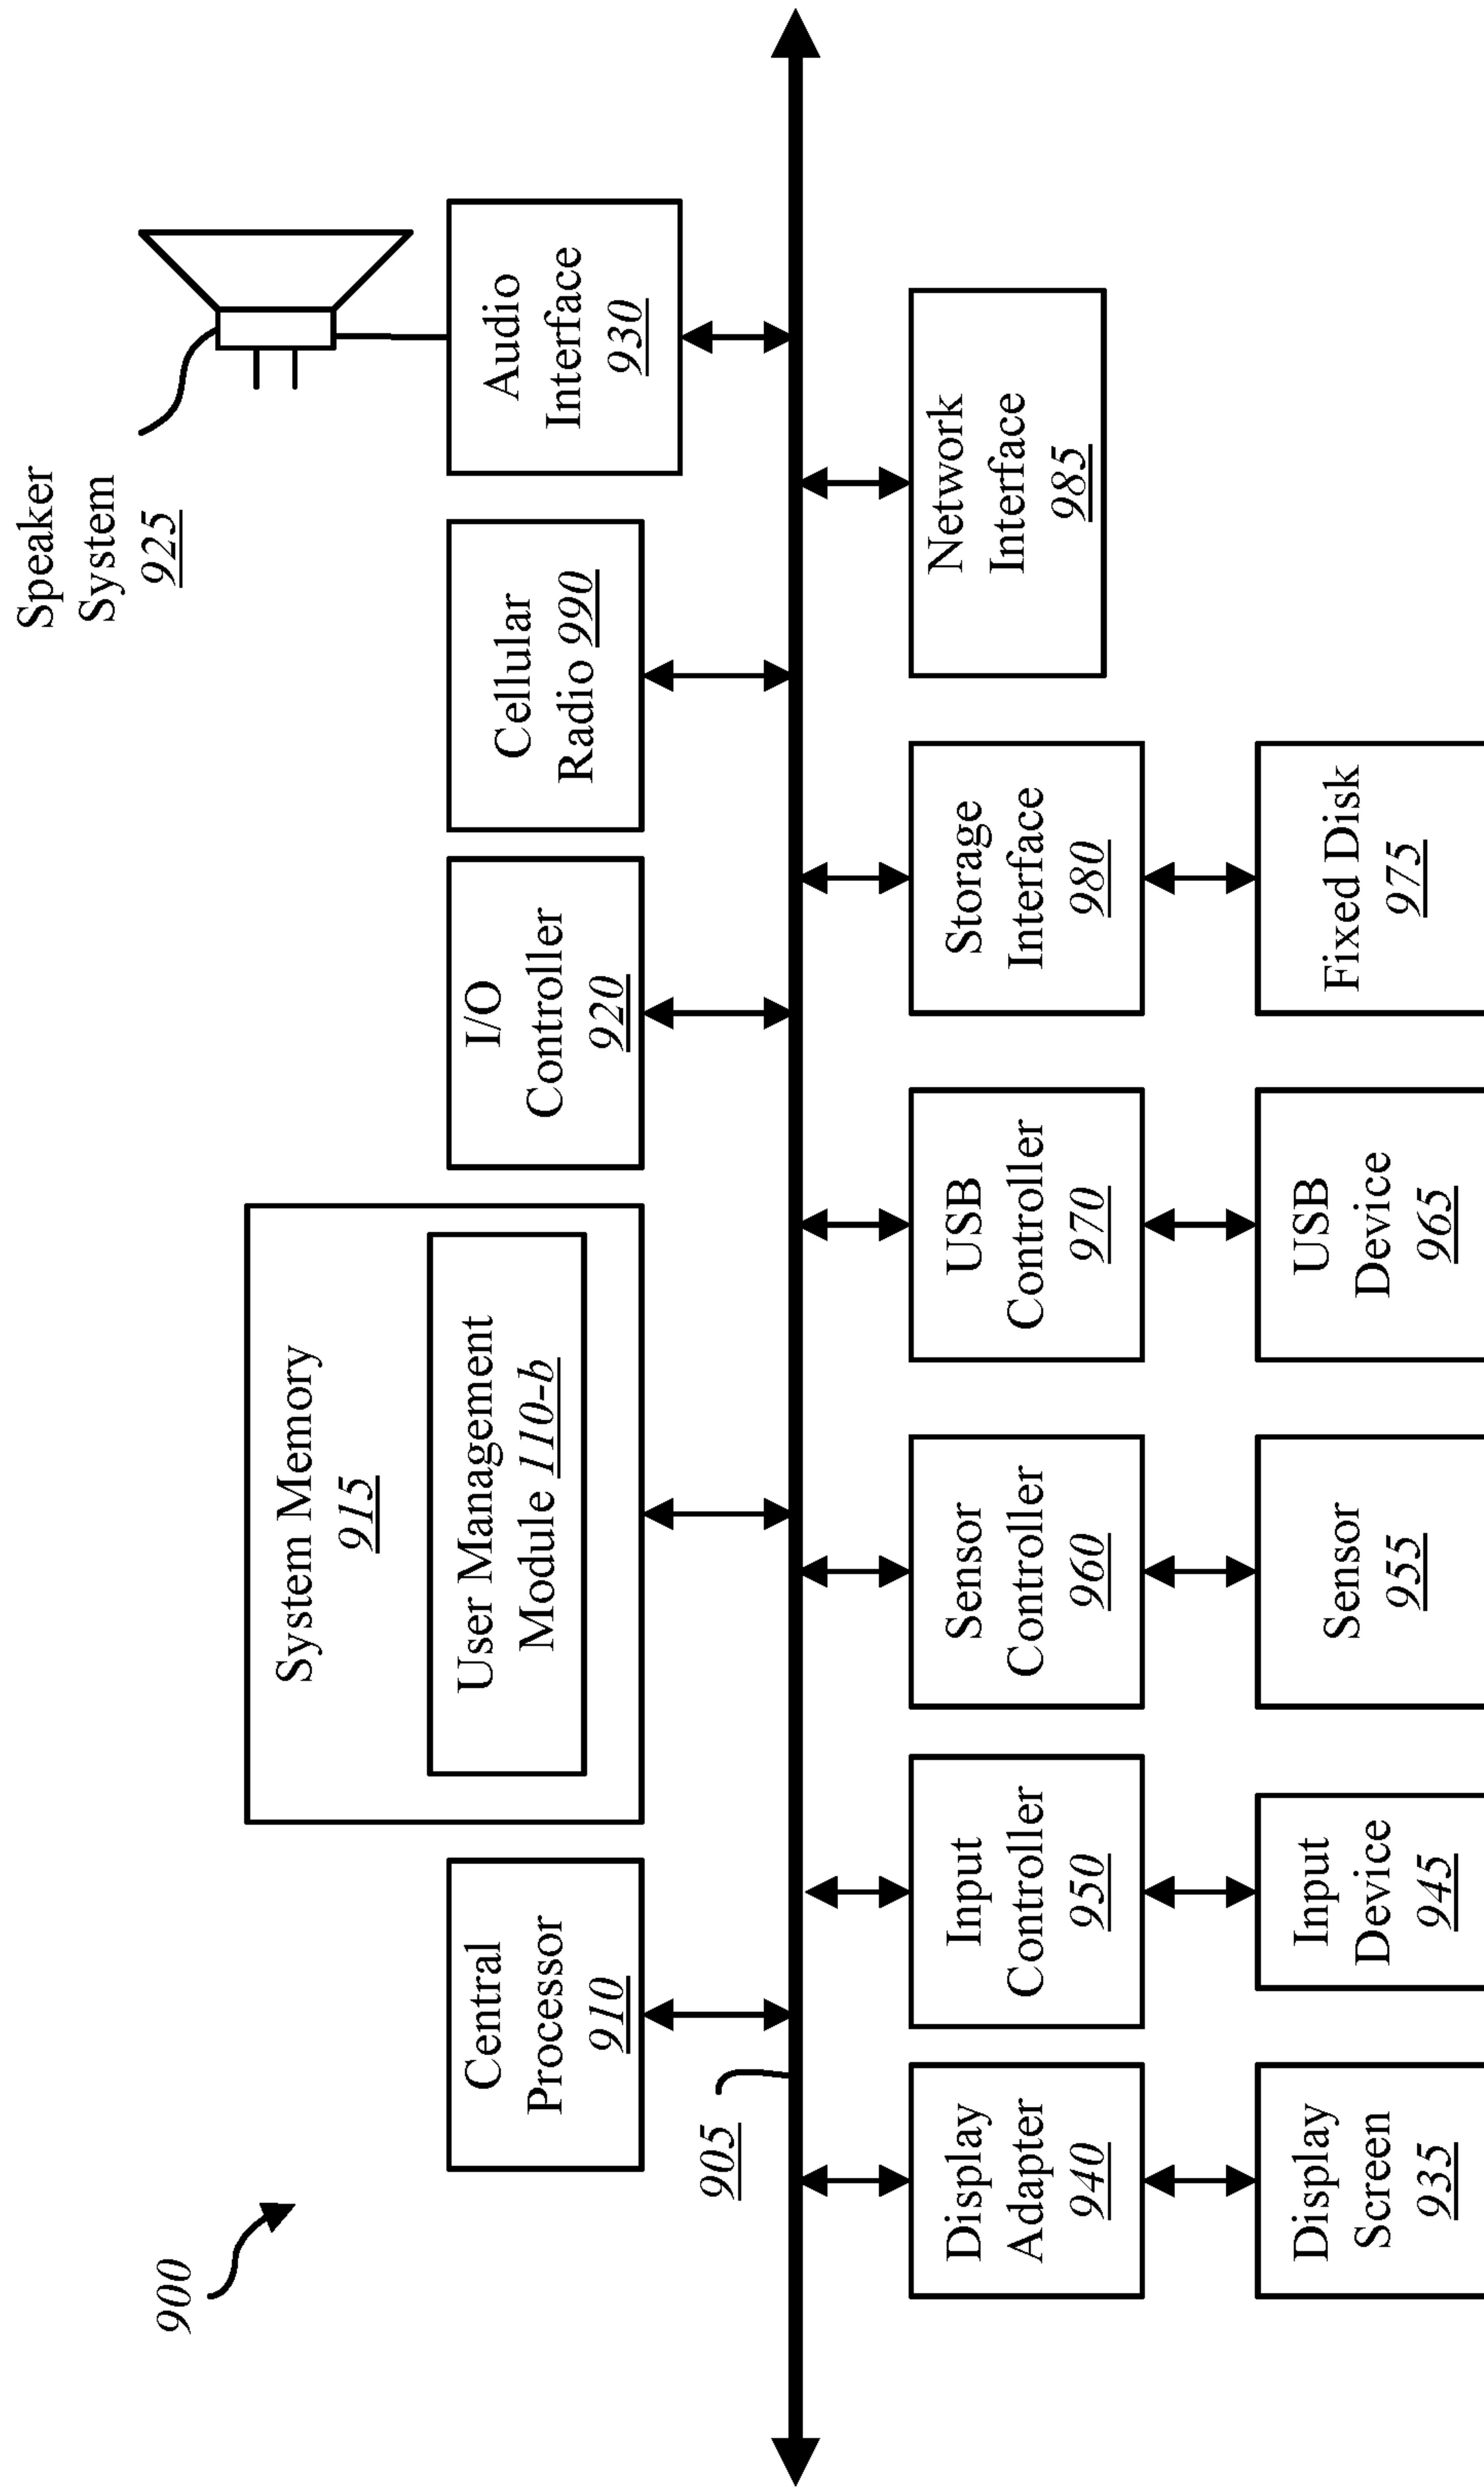 900
Speaker
System
925
System Memory
915
User Management
Module 110-b
Central
Processor
910
I/O
Controller
920
Cellular
Radio 990
Audio
Interface
930
905
Display
Adapter
940
Input
Controller
950
Sensor
Controller
960
USB
Controller
970
Storage
Interface
980
Network
Interface
985
Display
Screen
935
Input
Device
945
Sensor
955
USB
Device
965
Fixed Disk
975